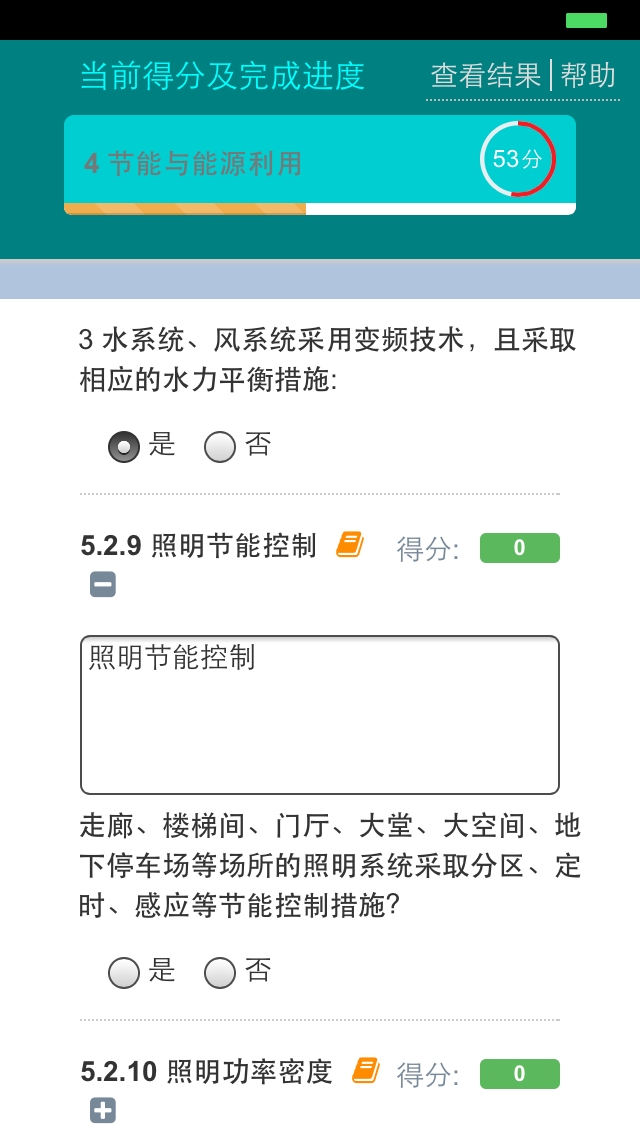 当前得分及完成进度
查看结果|帮助
4 节能与能源利用
53分
3 水系统、风系统采用变频技术，且采取
相应的水力平衡措施:
是 否
5.2.9 照明节能控制 得分: 0
照明节能控制
走廊、楼梯间、门厅、大堂、大空间、地
下停车场等场所的照明系统采取分区、定
时、感应等节能控制措施?
是 否
5.2.10 照明功率密度 得分: 0